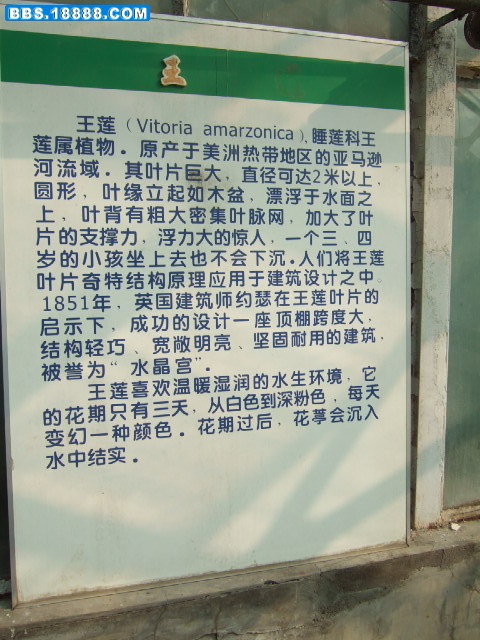 BBS.18888.COM
王
王莲（Vitoria amarzonica），睡莲科王
莲属植物．原产于美洲热带地区的亚马逊
河流域．其叶片巨大，直径可达2米以上，
圆形，叶缘立起如木盆，漂浮于水面之
上，叶背有粗大密集叶脉网，加大了叶
片的支撑力，浮力大的惊人，一个三、四
岁的小孩坐上去也不会下沉．人们将王莲
叶片奇特结构原理应用于建筑设计之中．
1851年，英国建筑师约瑟在王莲叶片的
启示下，成功的设计一座顶棚跨度大，
结构轻巧、宽敞明亮、坚固耐用的建筑，
被誉为“水晶宫”．
王莲喜欢温暖湿润的水生环境，它
的花期只有三天，从白色到深粉色，每天
变幻一种颜色．花期过后，花萼会沉入
水中结实．